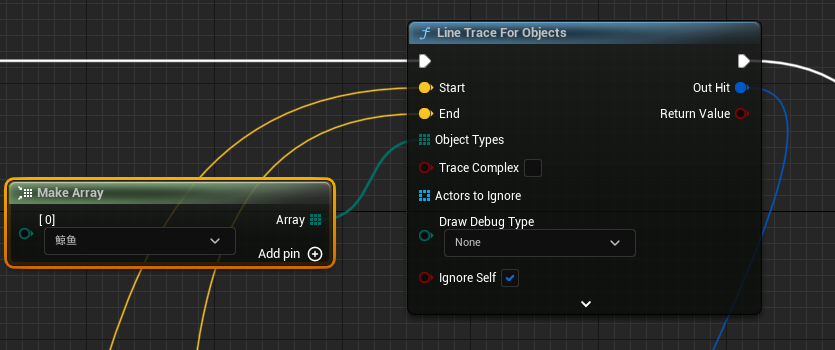 Line Trace For Objects
Start
Out Hit
End
Return Value
Object Types
Trace Complex
Make Array
Actors to Ignore
[ 0]
Array
Draw Debug Type
鲸鱼
None
Add pin
Ignore Self